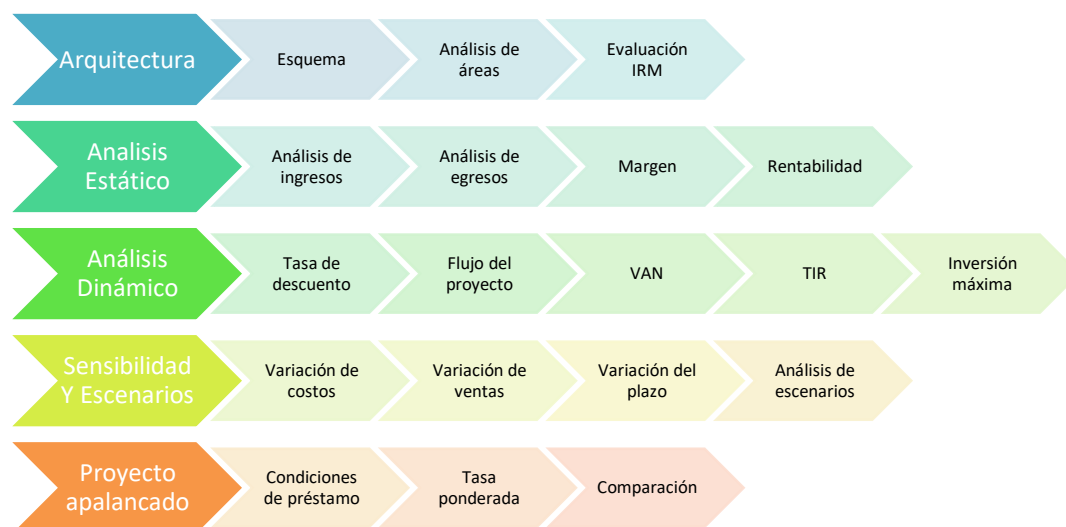 Arquitectura
Esquema
Análisis de
áreas
Evaluación
IRM
Analisis
Estático
Análisis de
ingresos
Análisis de
egresos
Margen
Rentabilidad
Análisis
Dinámico
Tasa de
descuento
Flujo del
proyecto
VAN
TIR
Inversión
máxima
Sensibilidad
Y Escenarios
Variación de
costos
Variación de
ventas
Variación del
plazo
Análisis de
escenarios
Proyecto
apalancado
Condiciones
de préstamo
Tasa
ponderada
Comparación